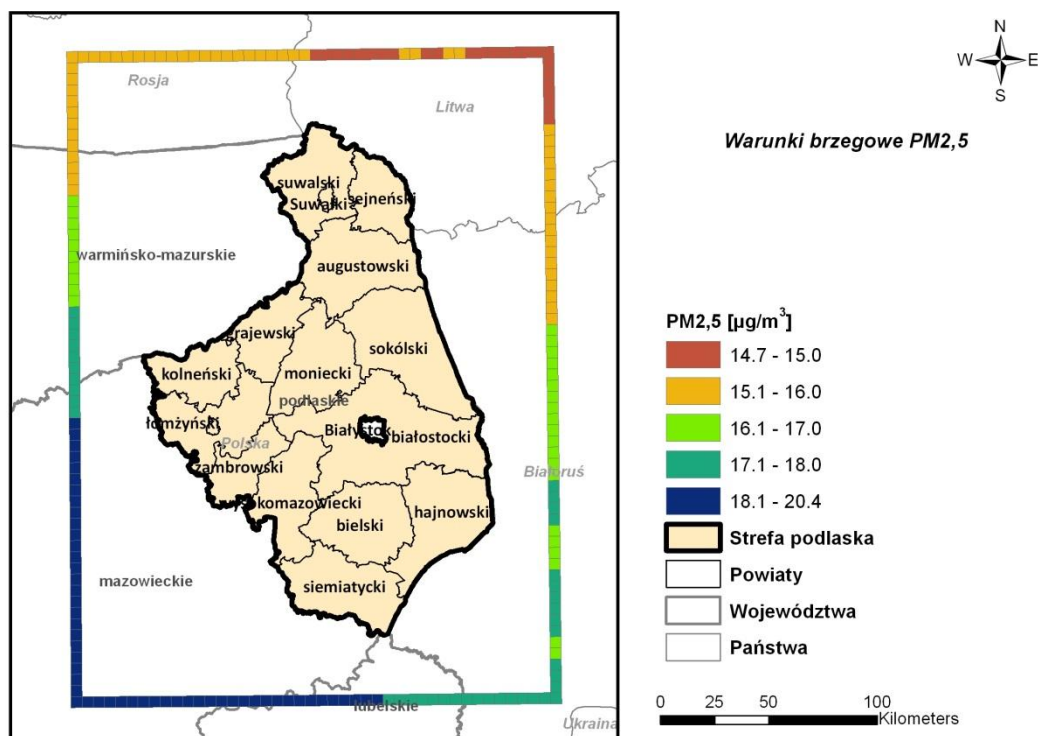 Rosja
Litwa
suwalski
Suwałki
sejneński
warmińsko-mazurskie
augustowski
grajewski
sokólski
kolneński
moniecki
podlaskie
łomżyński
Białystok
białostocki
Polska
zambrowski
Białoruś
wysokomazowiecki
hajnowski
bielski
mazowieckie
siemiatycki
lubelskie
Ukraina
N
W E
S
Warunki brzegowe PM2,5
PM2,5 [µg/m³]
14.7 - 15.0
15.1 - 16.0
16.1 - 17.0
17.1 - 18.0
18.1 - 20.4
Strefa podlaska
Powiaty
Województwa
Państwa
0 25 50 100
Kilometers